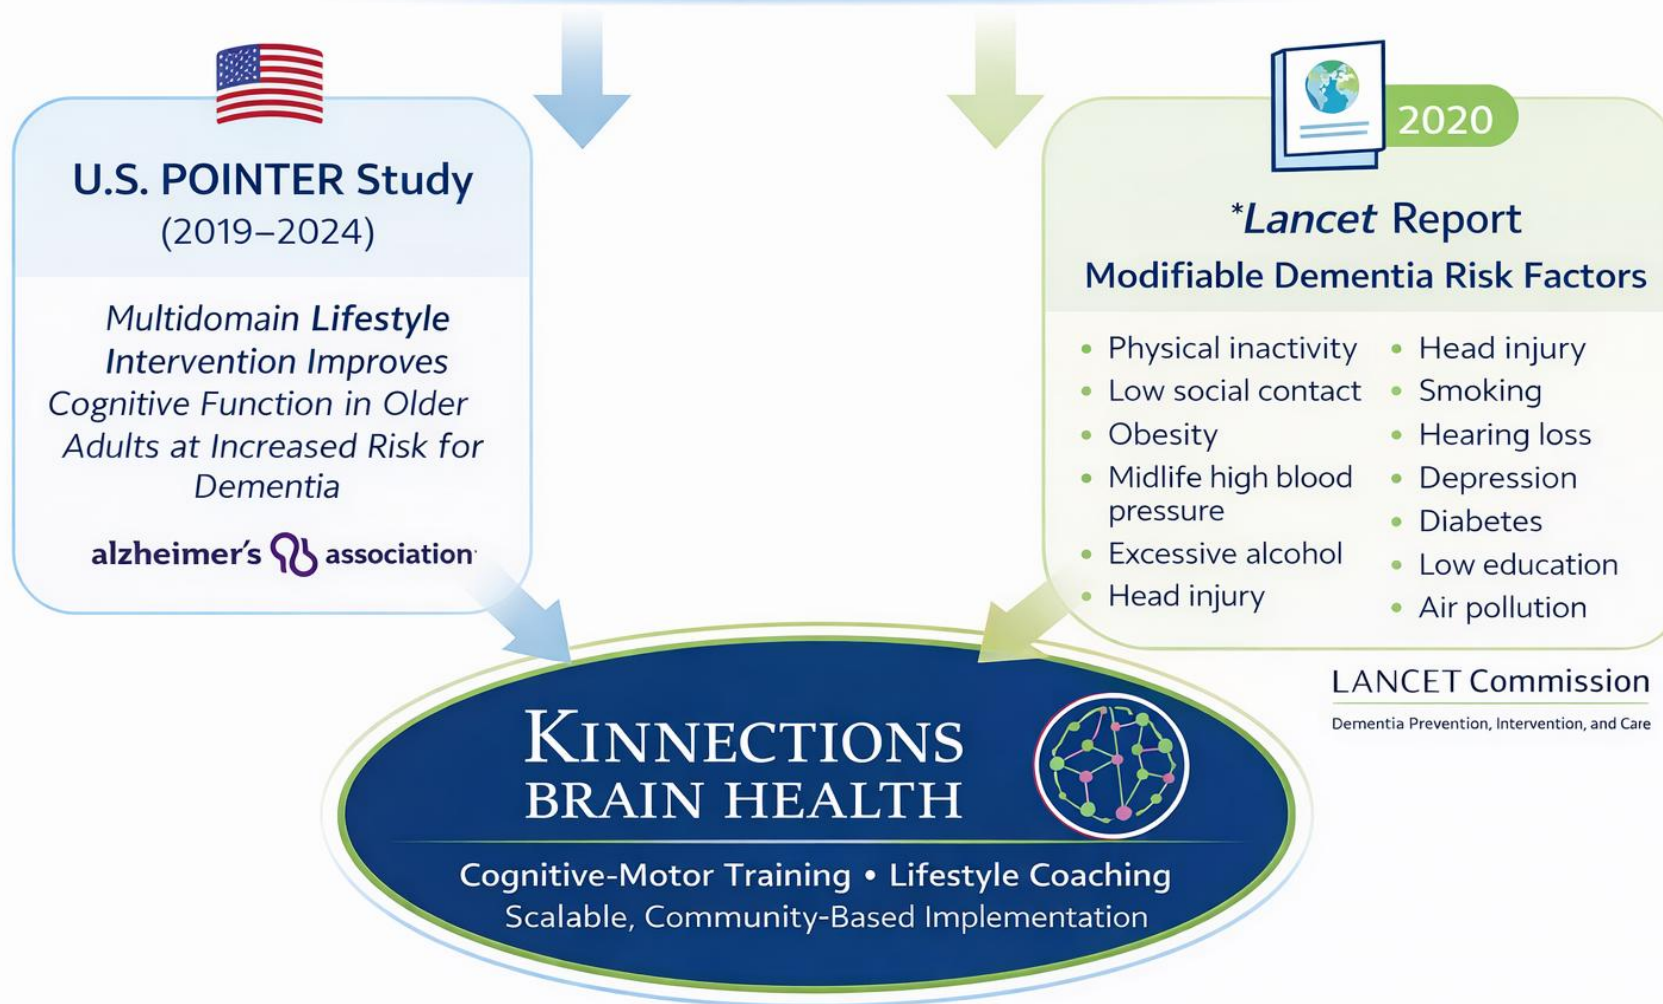 U.S. POINTER Study
(2019–2024)
Multidomain Lifestyle
Intervention Improves
Cognitive Function in Older
Adults at Increased Risk for
Dementia
alzheimer's association
2020
*Lancet Report
Modifiable Dementia Risk Factors
• Physical inactivity
• Low social contact
• Obesity
• Midlife high blood
pressure
• Excessive alcohol
• Head injury
• Head injury
• Smoking
• Hearing loss
• Depression
• Diabetes
• Low education
• Air pollution
LANCET Commission
Dementia Prevention, Intervention, and Care
KINNECTIONS
BRAIN HEALTH
Cognitive-Motor Training • Lifestyle Coaching
Scalable, Community-Based Implementation